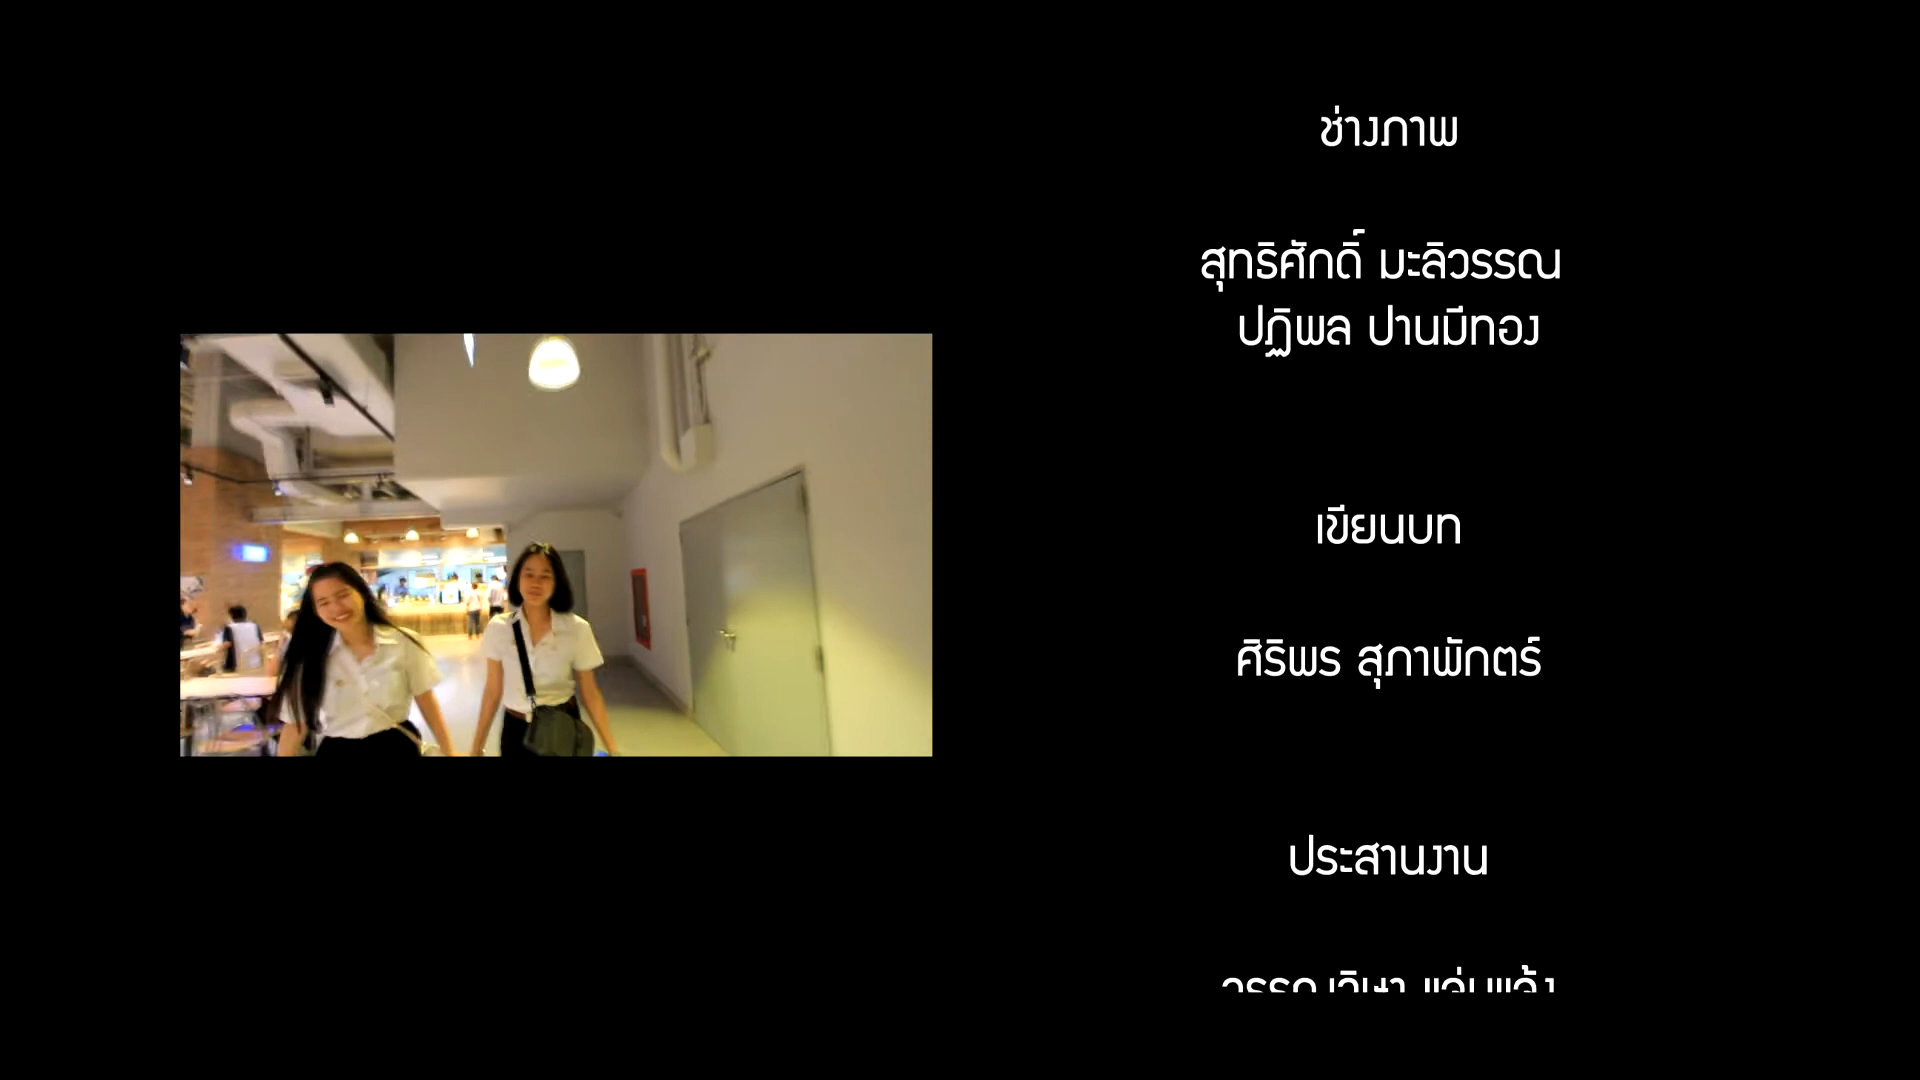 ช่างภาพ
สุทธิศักดิ์ มะลิวรรณ
ปฏิพล ปานมีทอง
เขียนบท
ศิริพร สุภาพักตร์
ประสานงาน